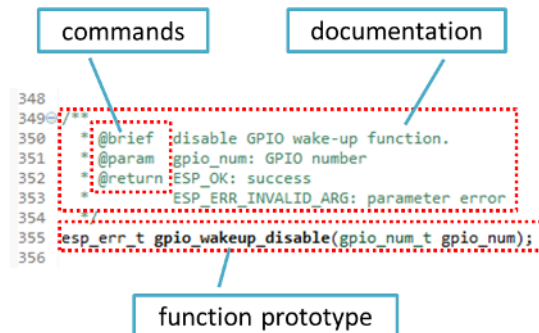 commands
documentation
348
349 /**
350 * @brief disable GPIO wake-up function.
351 * @param gpio_num: GPIO number
352 * @return ESP_OK: success
353 * ESP_ERR_INVALID_ARG: parameter error
354 */
355 esp_err_t gpio_wakeup_disable(gpio_num_t gpio_num);
356
function prototype